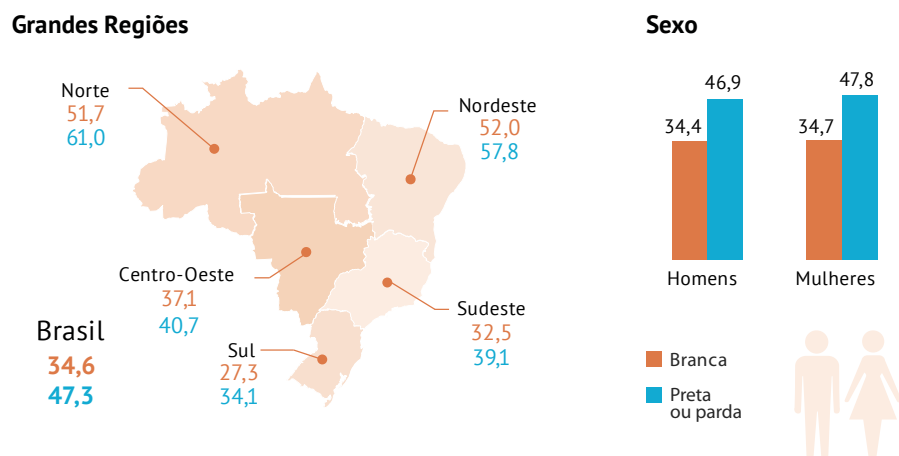 Grandes Regiões
Norte
51,7
61,0
Nordeste
52,0
57,8
Centro-Oeste
37,1
40,7
Sudeste
32,5
39,1
Sul
27,3
34,1
Brasil
34,6
47,3
Sexo
34,4
46,9
34,7
47,8
Homens
Mulheres
Branca
Preta
ou parda